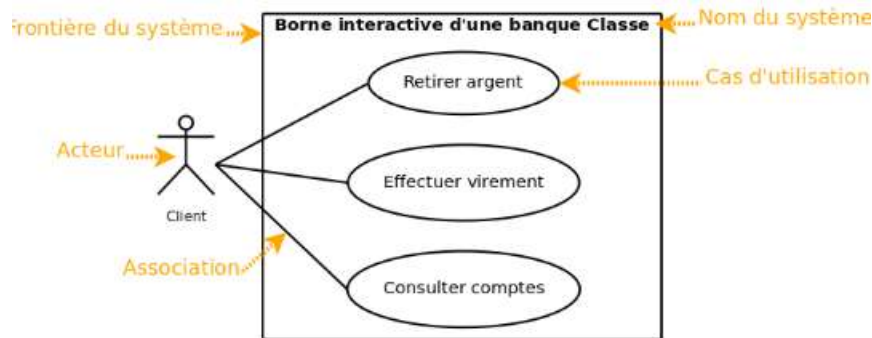 Frontière du système
Borne interactive d'une banque Classe
Nom du système
Retirer argent
Cas d'utilisation
Acteur
Effectuer virement
Client
Association
Consulter comptes